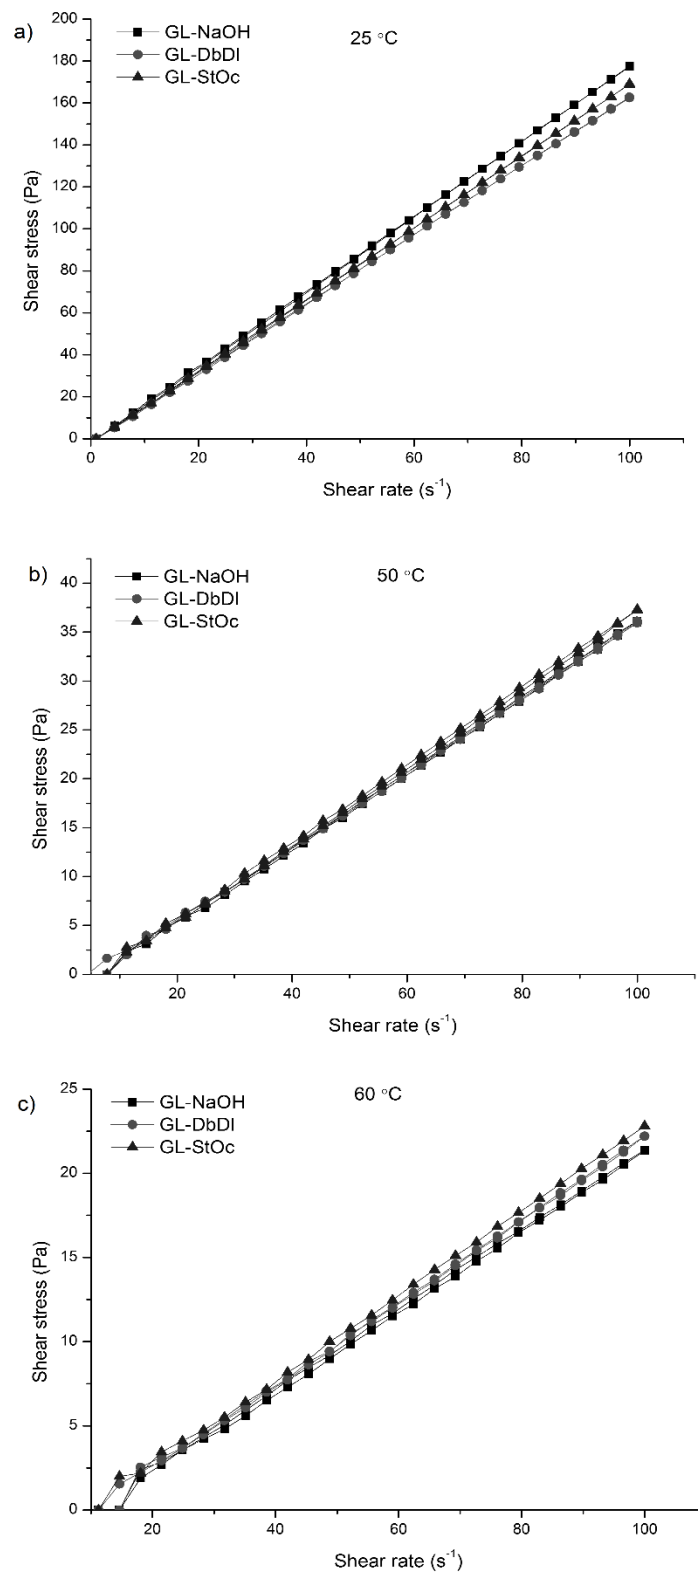 a)
GL-NaOH
GL-DbDl
GL-StOc
25 °C
200
180
160
140
120
100
80
60
40
20
0
Shear stress (Pa)
0 20 40 60 80 100
Shear rate (s⁻¹)
b)
GL-NaOH
GL-DbDl
GL-StOc
50 °C
40
35
30
25
20
15
10
5
0
Shear stress (Pa)
20 40 60 80 100
Shear rate (s⁻¹)
c)
GL-NaOH
GL-DbDl
GL-StOc
60 °C
25
20
15
10
5
0
Shear stress (Pa)
20 40 60 80 100
Shear rate (s⁻¹)